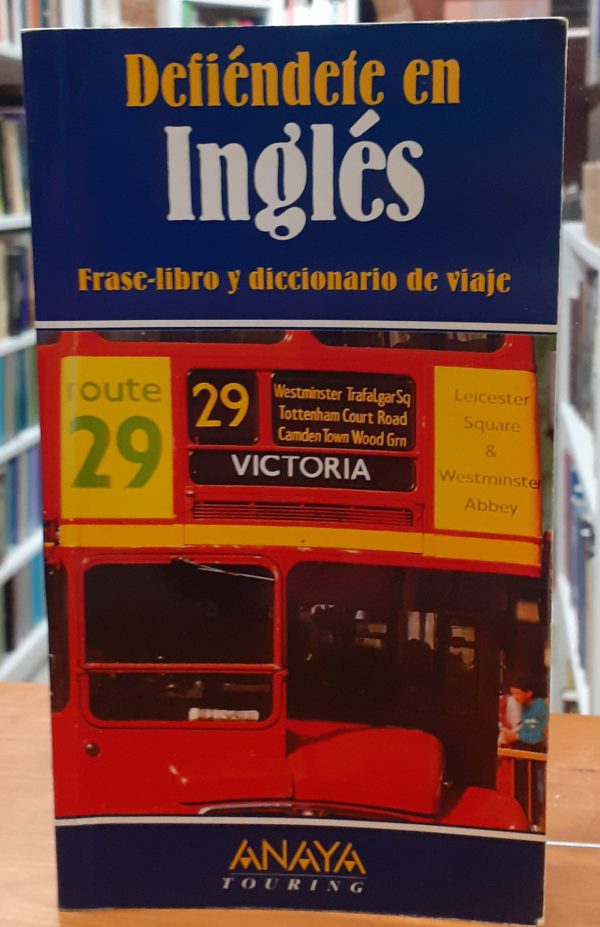 Defiéndete en
Inglés
Frase-libro y diccionario de viaje
route
29
29
Westminster Trafalgar Sq
Tottenham Court Road
Camden Town Wood Grn
VICTORIA
Leicester
Square
&
Westminster
Abbey
ANAYA
TOURING